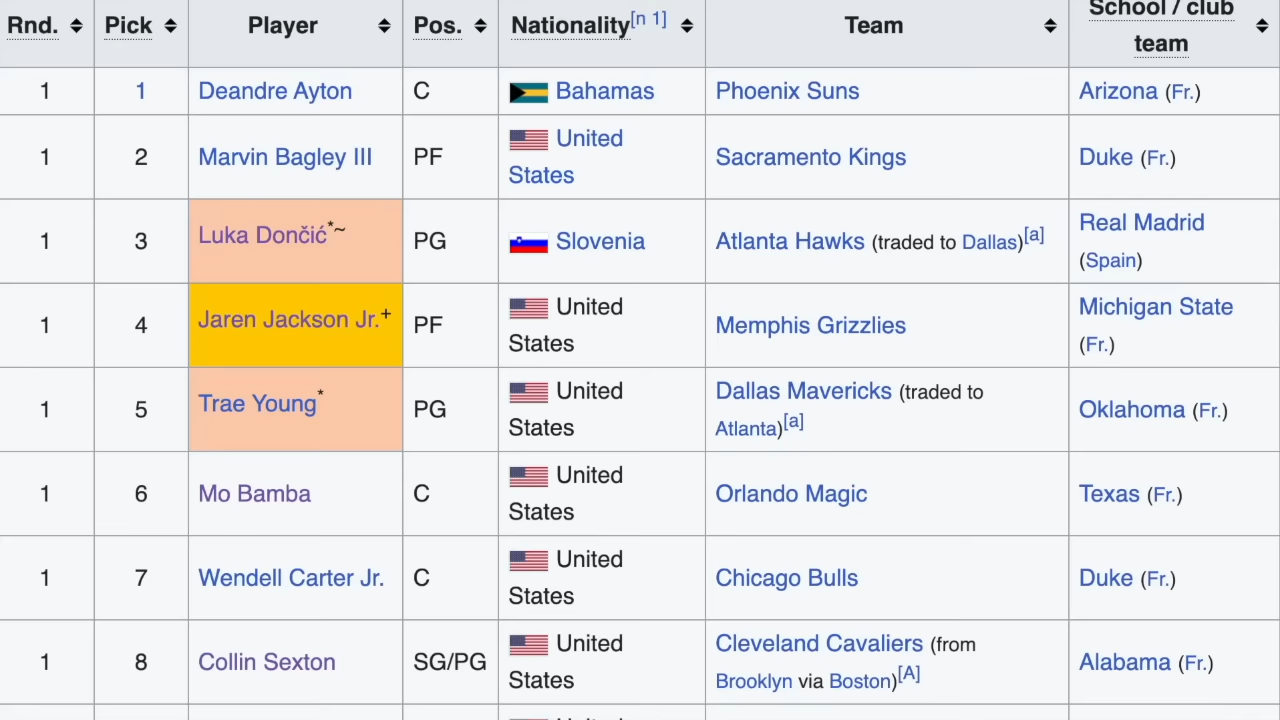 Rnd. Pick Player Pos. Nationality[n 1] Team School / club
team
1 1 Deandre Ayton C Bahamas Phoenix Suns Arizona (Fr.)
1 2 Marvin Bagley III PF United Sacramento Kings Duke (Fr.)
States
1 3 Luka Dončić*~ PG Slovenia Atlanta Hawks (traded to Dallas)[a] Real Madrid
(Spain)
1 4 Jaren Jackson Jr.+ PF United Memphis Grizzlies Michigan State
States (Fr.)
1 5 Trae Young* PG United Dallas Mavericks (traded to Oklahoma (Fr.)
States Atlanta)[a]
1 6 Mo Bamba C United Orlando Magic Texas (Fr.)
States
1 7 Wendell Carter Jr. C United Chicago Bulls Duke (Fr.)
States
1 8 Collin Sexton SG/PG United Cleveland Cavaliers (from Alabama (Fr.)
States Brooklyn via Boston)[A]